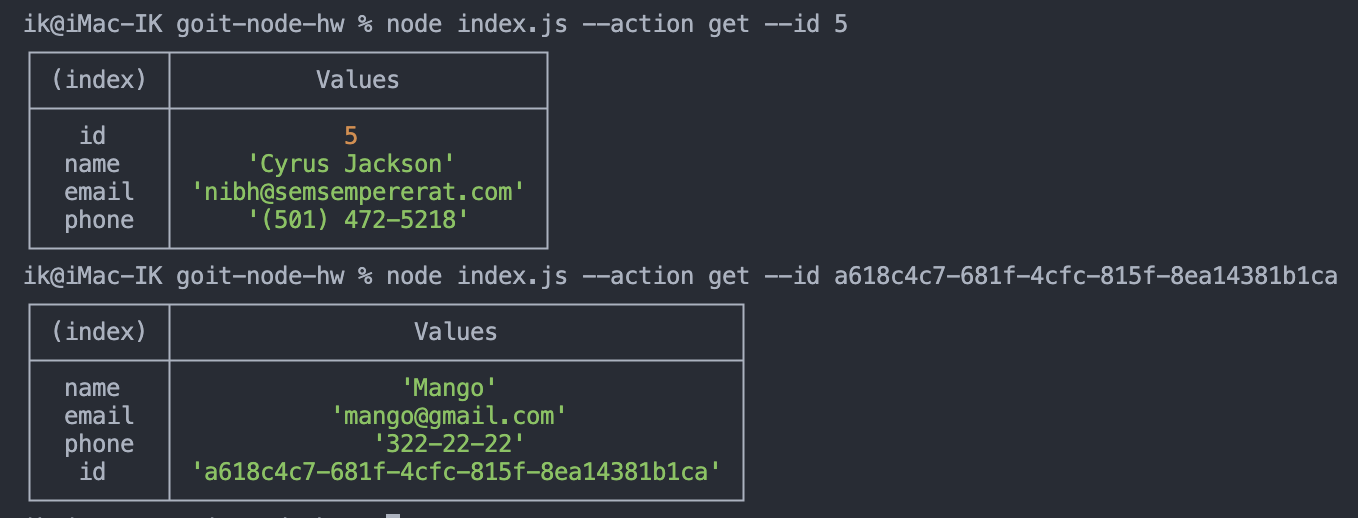 ik@iMac-IK goit-node-hw % node index.js --action get --id 5
(index) Values
id 5
name 'Cyrus Jackson'
email 'nibh@semsempererat.com'
phone '(501) 472-5218'
ik@iMac-IK goit-node-hw % node index.js --action get --id a618c4c7-681f-4cfc-815f-8ea14381b1ca
(index) Values
name 'Mango'
email 'mango@gmail.com'
phone '322-22-22'
id 'a618c4c7-681f-4cfc-815f-8ea14381b1ca'